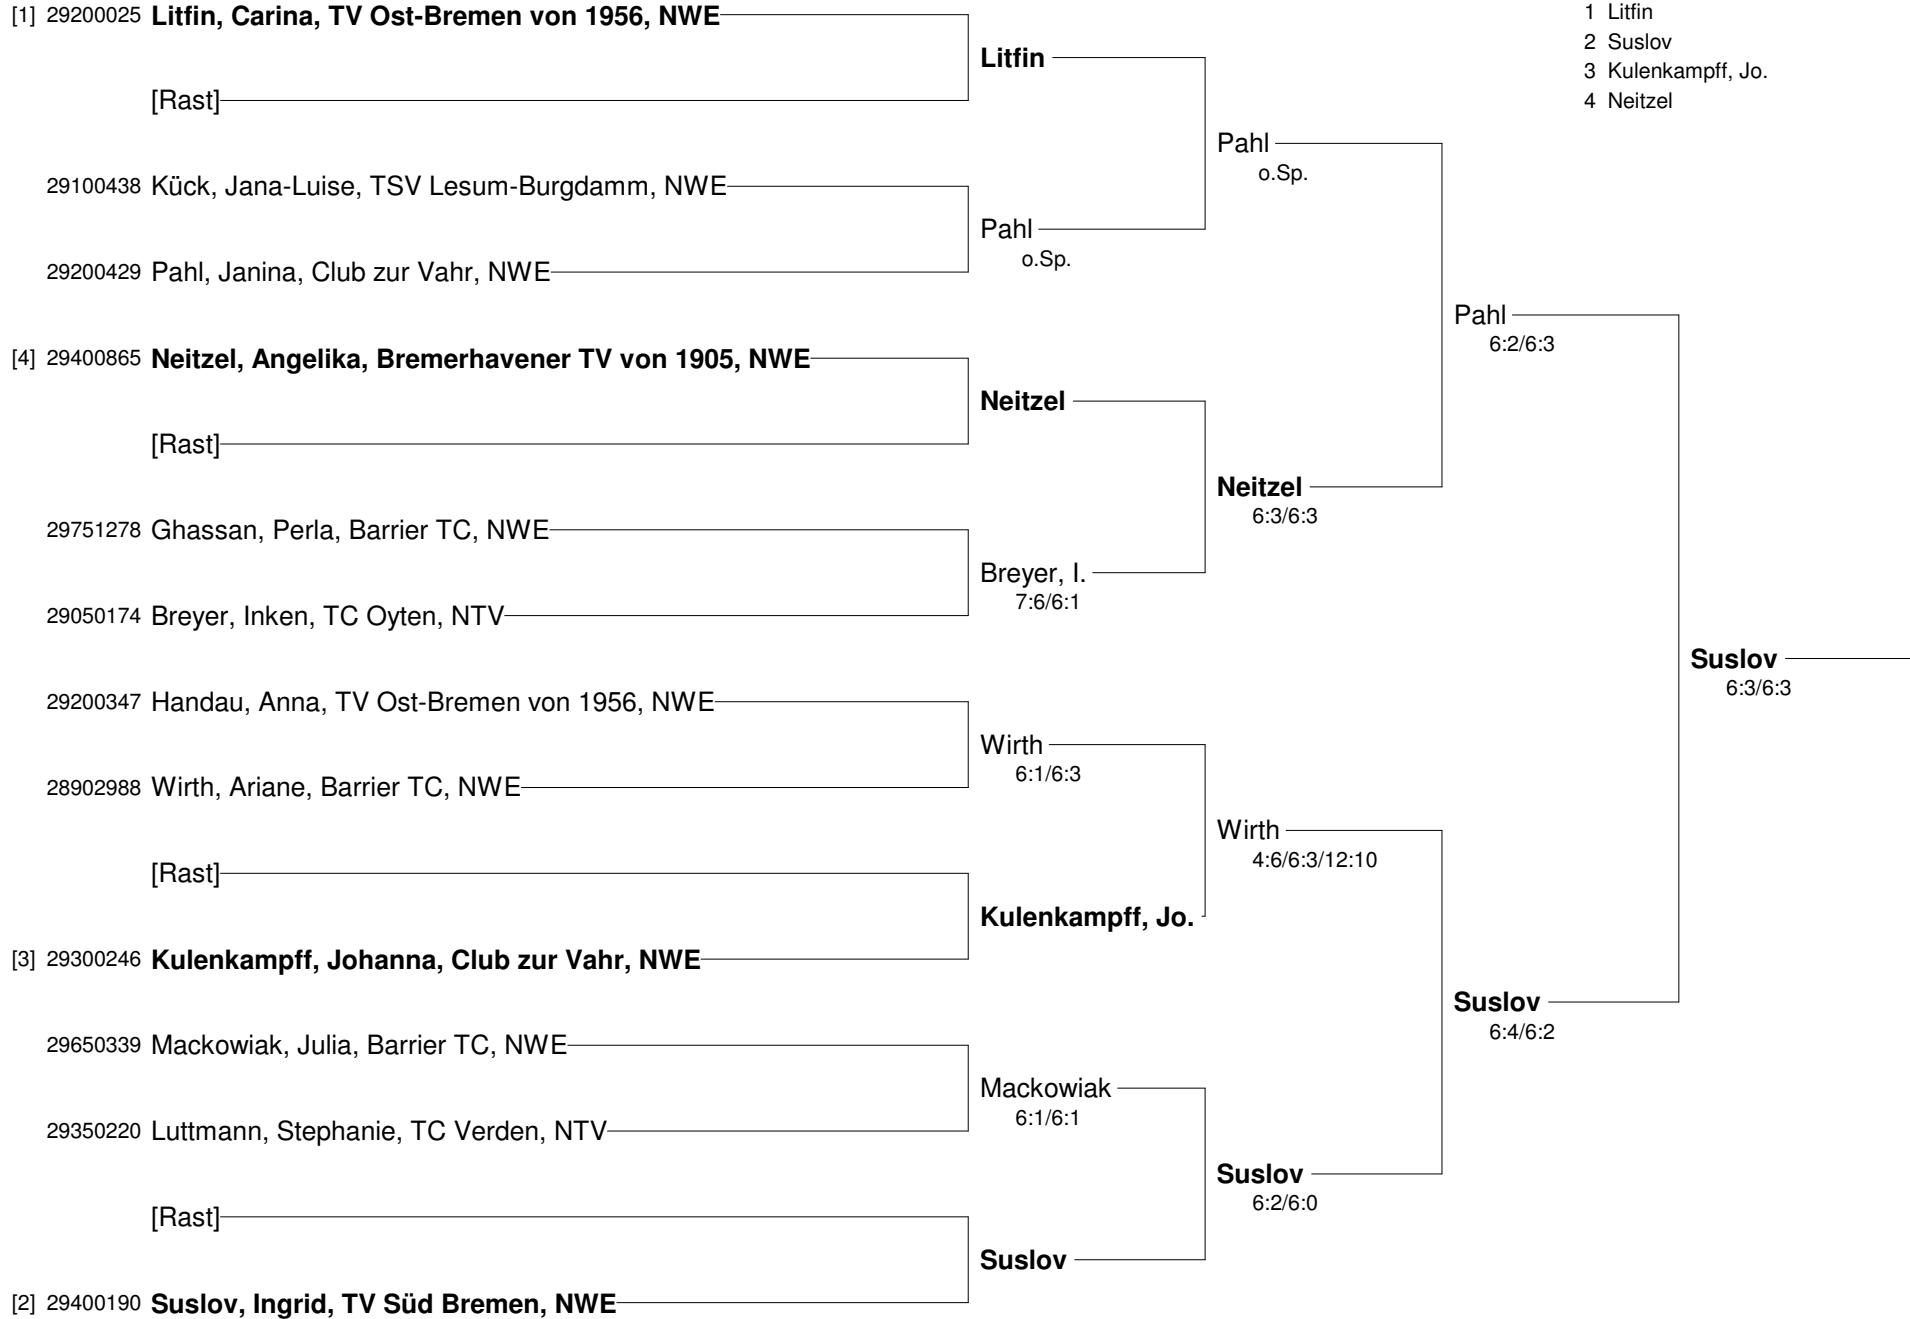 [1] 29200025 Litfin, Carina, TV Ost-Bremen von 1956, NWE
[Rast]
29100438 Kück, Jana-Luise, TSV Lesum-Burgdamm, NWE
29200429 Pahl, Janina, Club zur Vahr, NWE
[4] 29400865 Neitzel, Angelika, Bremerhavener TV von 1905, NWE
[Rast]
29751278 Ghassan, Perla, Barrier TC, NWE
29050174 Breyer, Inken, TC Oyten, NTV
29200347 Handau, Anna, TV Ost-Bremen von 1956, NWE
28902988 Wirth, Ariane, Barrier TC, NWE
[Rast]
[3] 29300246 Kulenkampff, Johanna, Club zur Vahr, NWE
29650339 Mackowiak, Julia, Barrier TC, NWE
29350220 Luttmann, Stephanie, TC Verden, NTV
[Rast]
[2] 29400190 Suslov, Ingrid, TV Süd Bremen, NWE
Litfin
Pahl
o.Sp.
Neitzel
Breyer, I.
7:6/6:1
Wirth
6:1/6:3
Kulenkampff, Jo.
Mackowiak
6:1/6:1
Suslov
Pahl
o.Sp.
Neitzel
6:3/6:3
Wirth
4:6/6:3/12:10
Suslov
6:2/6:0
Pahl
6:2/6:3
Suslov
6:4/6:2
Suslov
6:3/6:3
1 Litfin
2 Suslov
3 Kulenkampff, Jo.
4 Neitzel